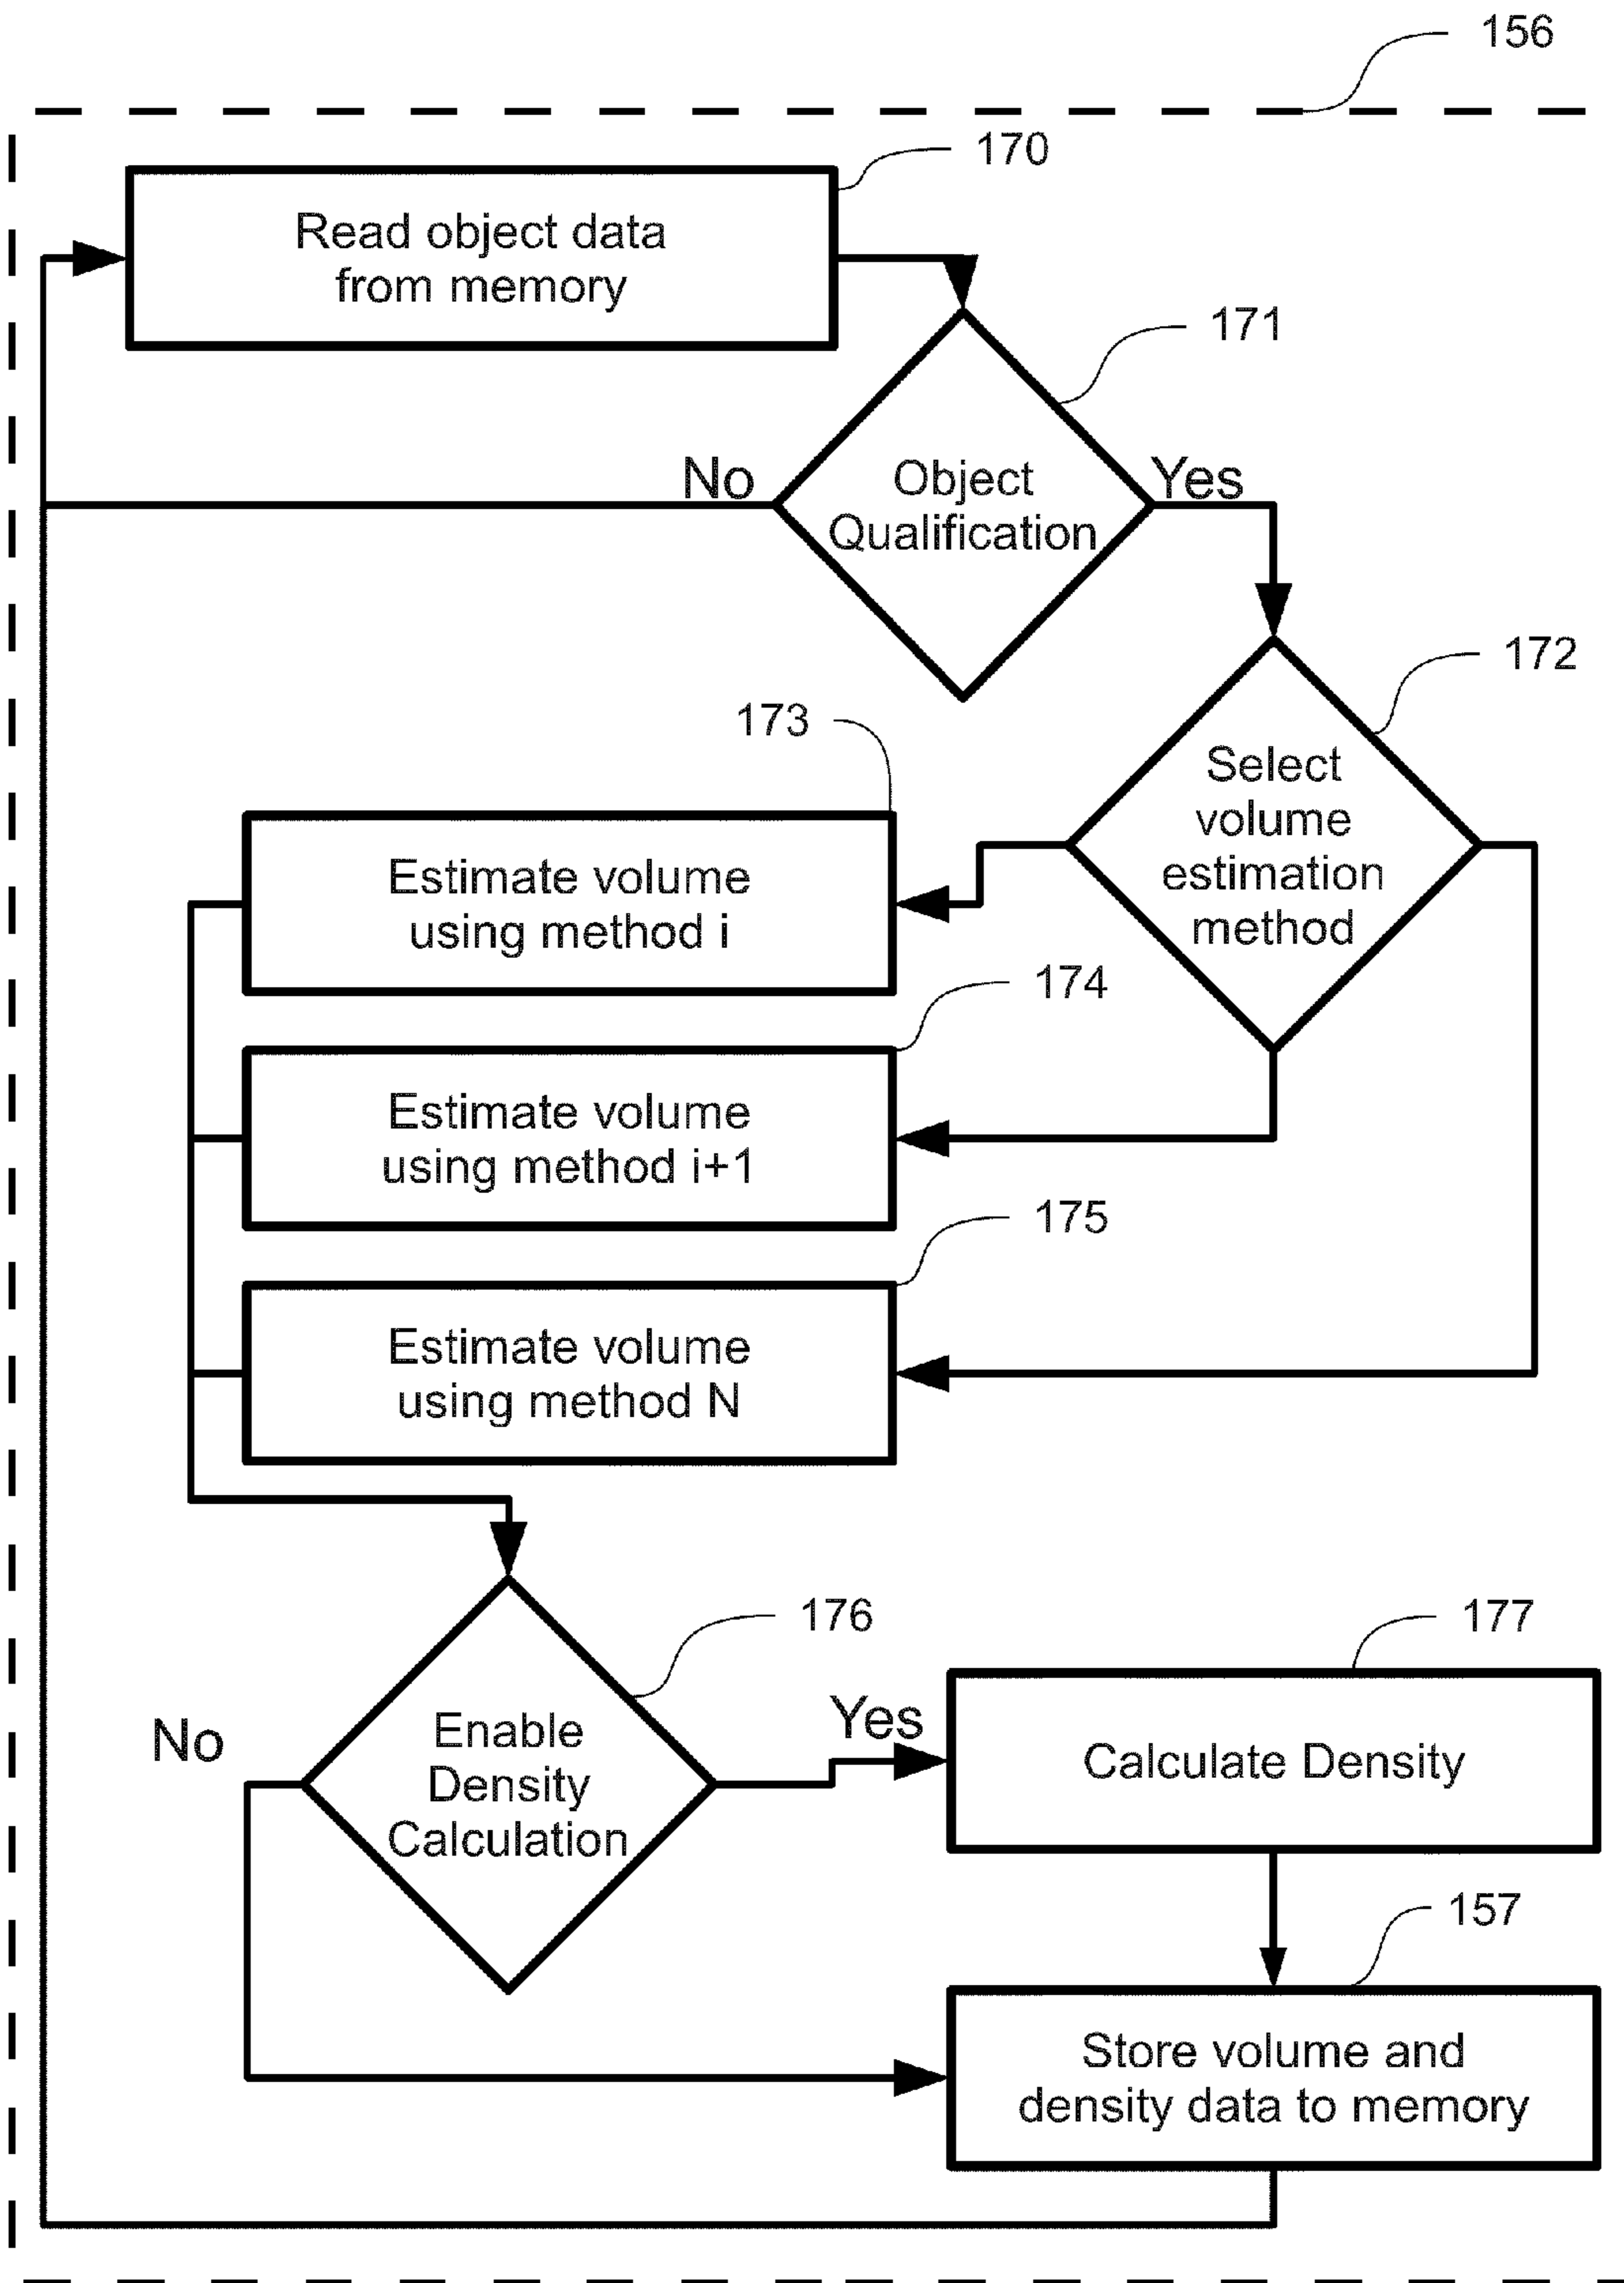 156
170
Read object data
from memory
171
No
Object
Qualification
Yes
172
173
Select
volume
estimation
method
Estimate volume
using method i
174
Estimate volume
using method i+1
175
Estimate volume
using method N
176
177
No
Enable
Density
Calculation
Yes
Calculate Density
157
Store volume and
density data to memory